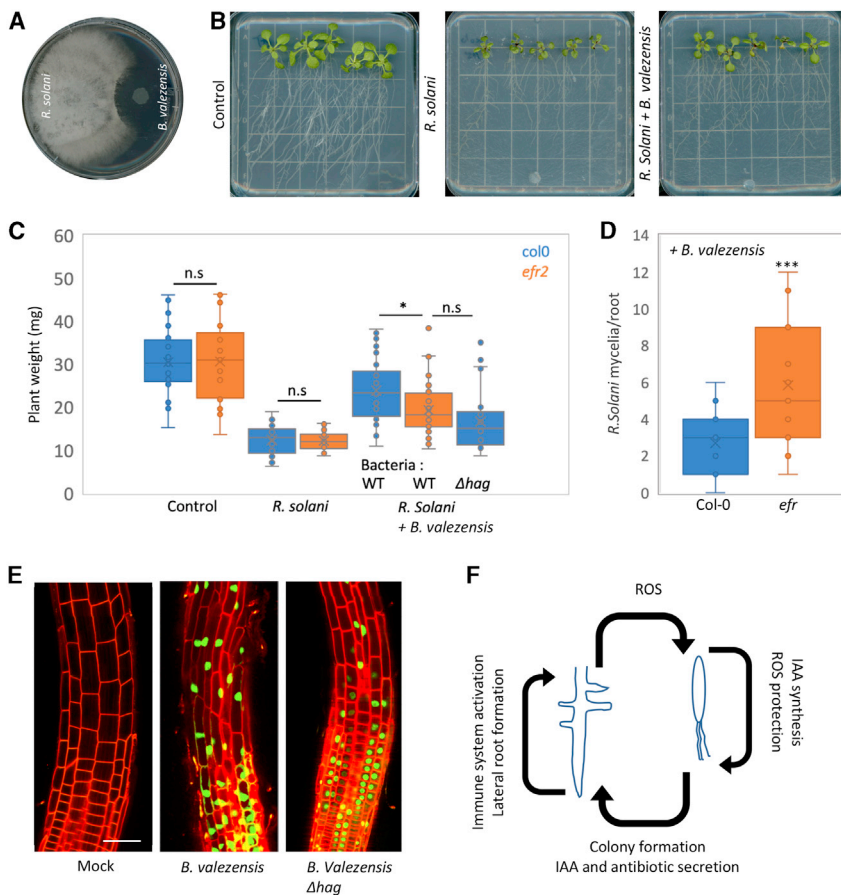 A
R. solani
B. valezensis
B
Control
R. solani
R. Solani + B. valezensis
C
Plant weight (mg)
60
50
40
30
20
10
0
n.s
n.s
*
n.s
col0
efr2
Bacteria :
WT
WT
Δhag
Control
R. solani
R. Solani
+ B. valezensis
D
R.Solani mycelia/root
14
12
10
8
6
4
2
0
+ B. valezensis
***
Col-0
efr
E
Mock
B. valezensis
B. Valezensis
Δhag
F
ROS
Immune system activation
Lateral root formation
IAA synthesis
ROS protection
Colony formation
IAA and antibiotic secretion